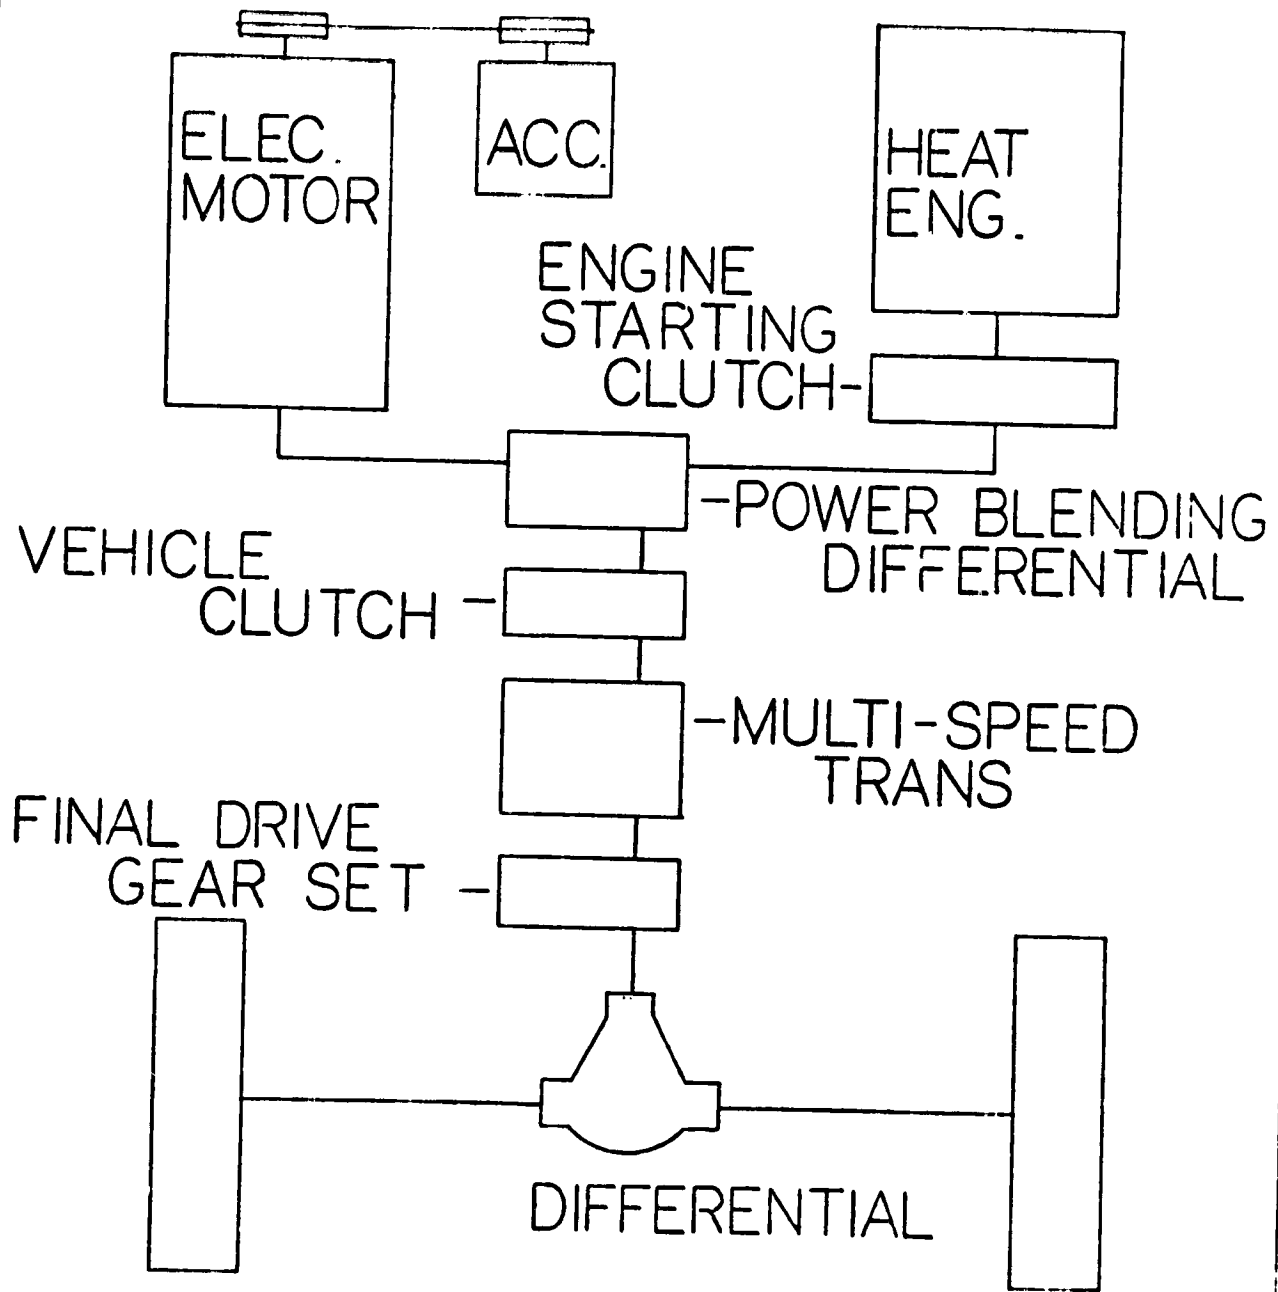 ELEC.
MOTOR
ACC.
HEAT
ENG.
ENGINE
STARTING
CLUTCH
POWER BLENDING
DIFFERENTIAL
VEHICLE
CLUTCH
MULTI-SPEED
TRANS
FINAL DRIVE
GEAR SET
DIFFERENTIAL